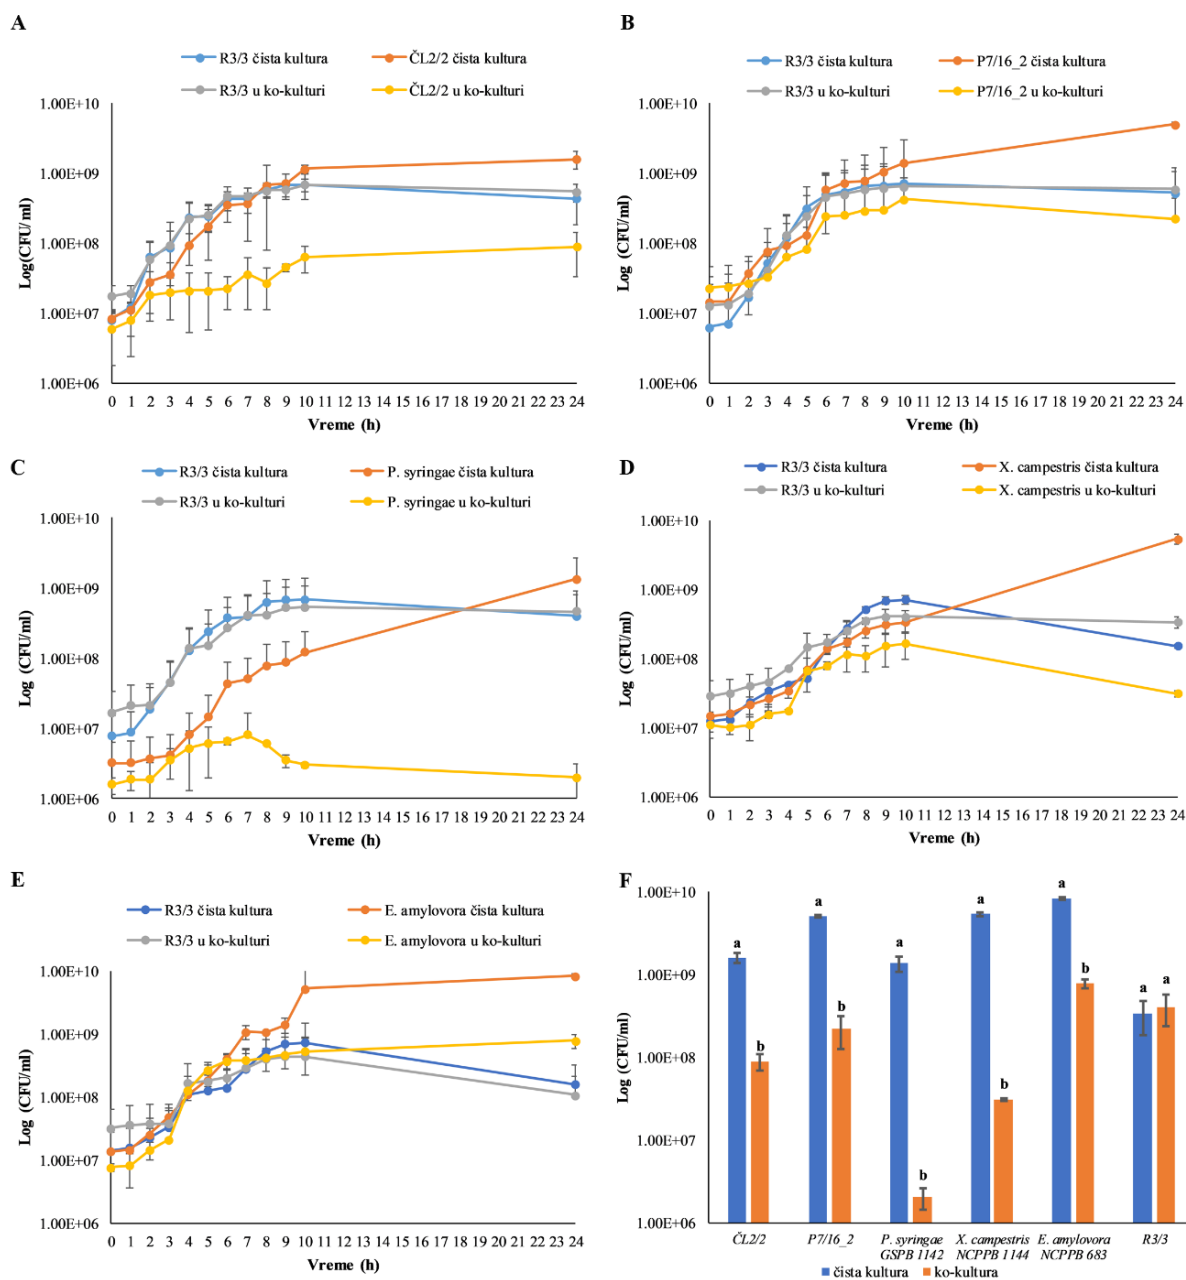 A
R3/3 čista kultura ČL2/2 čista kultura
R3/3 u ko-kulturi ČL2/2 u ko-kulturi
Log(CFU/ml)
1.00E+10
1.00E+09
1.00E+08
1.00E+07
1.00E+06
0 1 2 3 4 5 6 7 8 9 10 11 12 13 14 15 16 17 18 19 20 21 22 23 24
Vreme (h)
B
R3/3 čista kultura P7/16_2 čista kultura
R3/3 u ko-kulturi P7/16_2 u ko-kulturi
Log (CFU/ml)
1.00E+10
1.00E+09
1.00E+08
1.00E+07
1.00E+06
0 1 2 3 4 5 6 7 8 9 10 11 12 13 14 15 16 17 18 19 20 21 22 23 24
Vreme (h)
C
R3/3 čista kultura P. syringae čista kultura
R3/3 u ko-kulturi P. syringae u ko-kulturi
Log (CFU/ml)
1.00E+10
1.00E+09
1.00E+08
1.00E+07
1.00E+06
0 1 2 3 4 5 6 7 8 9 10 11 12 13 14 15 16 17 18 19 20 21 22 23 24
Vreme (h)
D
R3/3 čista kultura X. campestris čista kultura
R3/3 u ko-kulturi X. campestris u ko-kulturi
Log (CFU/ml)
1.00E+10
1.00E+09
1.00E+08
1.00E+07
1.00E+06
0 1 2 3 4 5 6 7 8 9 10 11 12 13 14 15 16 17 18 19 20 21 22 23 24
Vreme (h)
E
R3/3 čista kultura E. amylovora čista kultura
R3/3 u ko-kulturi E. amylovora u ko-kulturi
Log (CFU/ml)
1.00E+10
1.00E+09
1.00E+08
1.00E+07
1.00E+06
0 1 2 3 4 5 6 7 8 9 10 11 12 13 14 15 16 17 18 19 20 21 22 23 24
Vreme (h)
F
Log (CFU/ml)
1.00E+10
1.00E+09
1.00E+08
1.00E+07
1.00E+06
a b a b a b a b a b a a
ČL2/2 P7/16_2 P. syringae X. campestris E. amylovora R3/3
GSPB 1142 NCPPB 1144 NCPPB 683
čista kultura ko-kultura